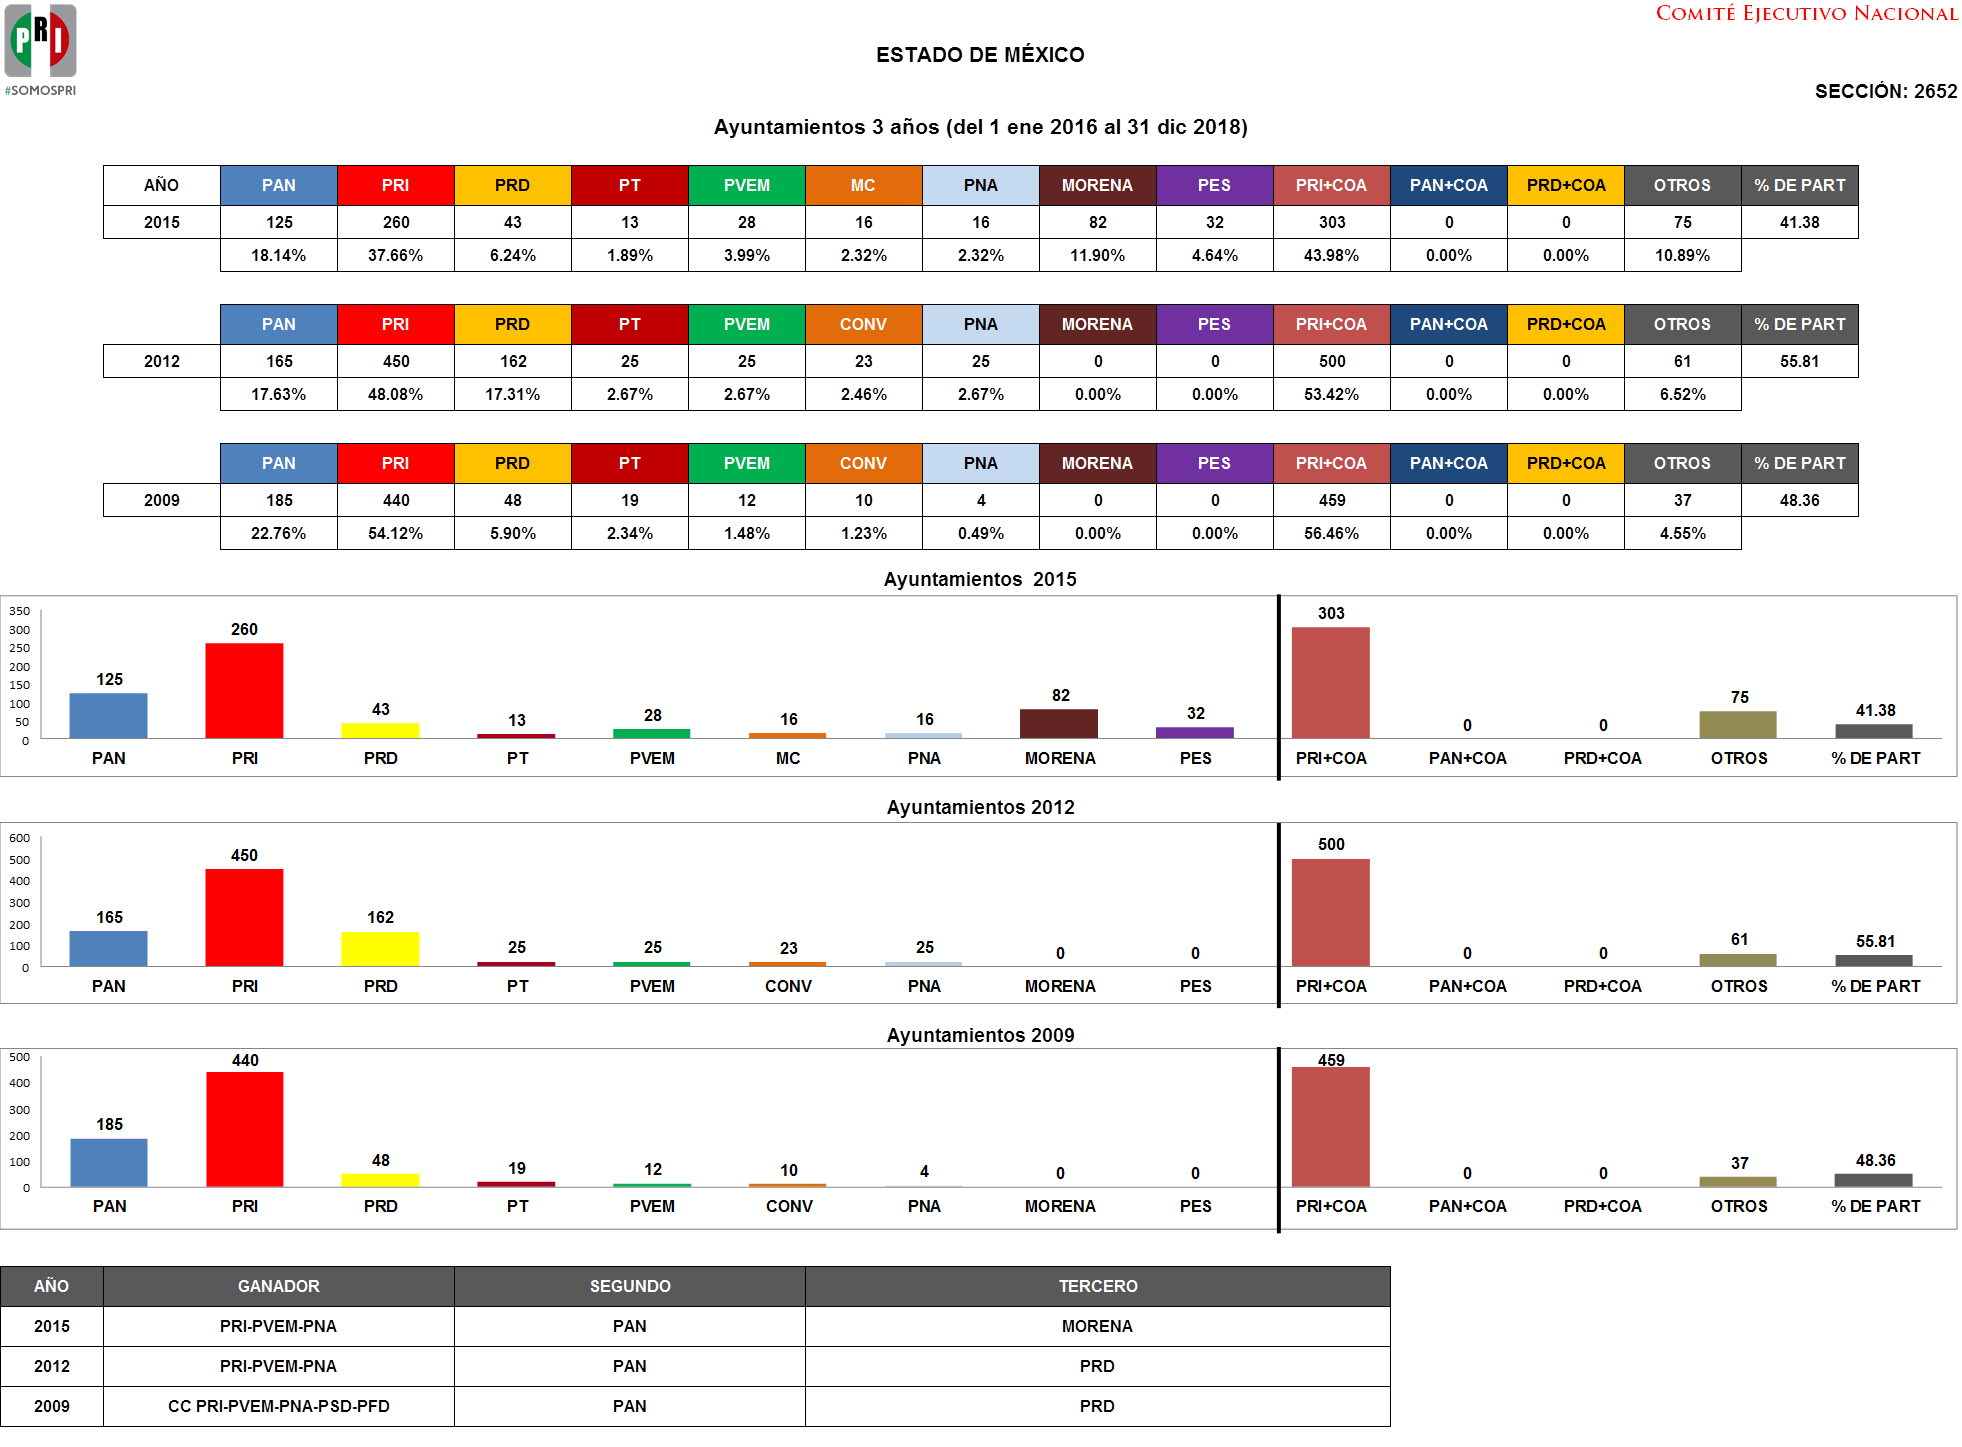 PRI
#SOMOSPRI
COMITÉ EJECUTIVO NACIONAL
ESTADO DE MÉXICO
SECCIÓN: 2652
Ayuntamientos 3 años (del 1 ene 2016 al 31 dic 2018)
AÑO PAN PRI PRD PT PVEM MC PNA MORENA PES PRI+COA PAN+COA PRD+COA OTROS % DE PART
2015 125 260 43 13 28 16 16 82 32 303 0 0 75 41.38
18.14% 37.66% 6.24% 1.89% 3.99% 2.32% 2.32% 11.90% 4.64% 43.98% 0.00% 0.00% 10.89%
PAN PRI PRD PT PVEM CONV PNA MORENA PES PRI+COA PAN+COA PRD+COA OTROS % DE PART
2012 165 450 162 25 25 23 25 0 0 500 0 0 61 55.81
17.63% 48.08% 17.31% 2.67% 2.67% 2.46% 2.67% 0.00% 0.00% 53.42% 0.00% 0.00% 6.52%
PAN PRI PRD PT PVEM CONV PNA MORENA PES PRI+COA PAN+COA PRD+COA OTROS % DE PART
2009 185 440 48 19 12 10 4 0 0 459 0 0 37 48.36
22.76% 54.12% 5.90% 2.34% 1.48% 1.23% 0.49% 0.00% 0.00% 56.46% 0.00% 0.00% 4.55%
Ayuntamientos 2015
350
300
250
200
150
100
50
0
125 260 43 13 28 16 16 82 32 303 0 0 75 41.38
PAN PRI PRD PT PVEM MC PNA MORENA PES PRI+COA PAN+COA PRD+COA OTROS % DE PART
Ayuntamientos 2012
600
500
400
300
200
100
0
165 450 162 25 25 23 25 0 0 500 0 0 61 55.81
PAN PRI PRD PT PVEM CONV PNA MORENA PES PRI+COA PAN+COA PRD+COA OTROS % DE PART
Ayuntamientos 2009
500
400
300
200
100
0
185 440 48 19 12 10 4 0 0 459 0 0 37 48.36
PAN PRI PRD PT PVEM CONV PNA MORENA PES PRI+COA PAN+COA PRD+COA OTROS % DE PART
AÑO GANADOR SEGUNDO TERCERO
2015 PRI-PVEM-PNA PAN MORENA
2012 PRI-PVEM-PNA PAN PRD
2009 CC PRI-PVEM-PNA-PSD-PFD PAN PRD